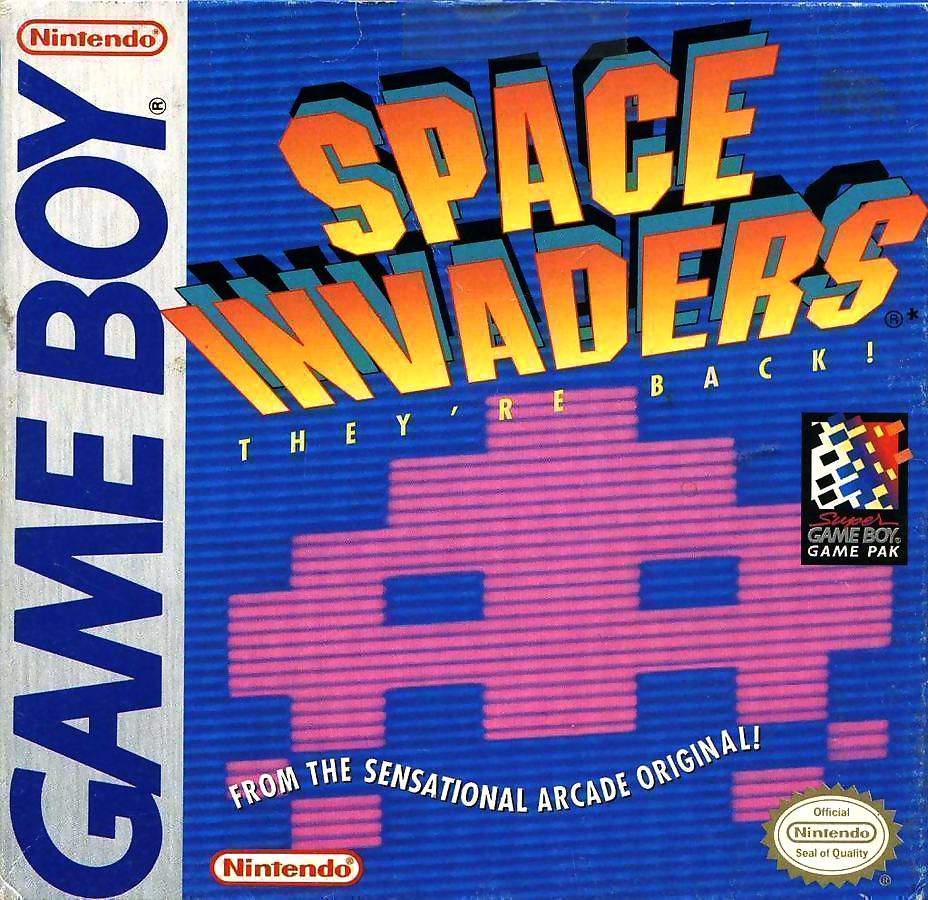 Nintendo®
GAME BOY®
SPACE
INVADERS®*
THEY'RE BACK!
Super
GAME BOY®
GAME PAK
FROM THE SENSATIONAL ARCADE ORIGINAL!
Nintendo®
Official
Nintendo
Seal of Quality
®